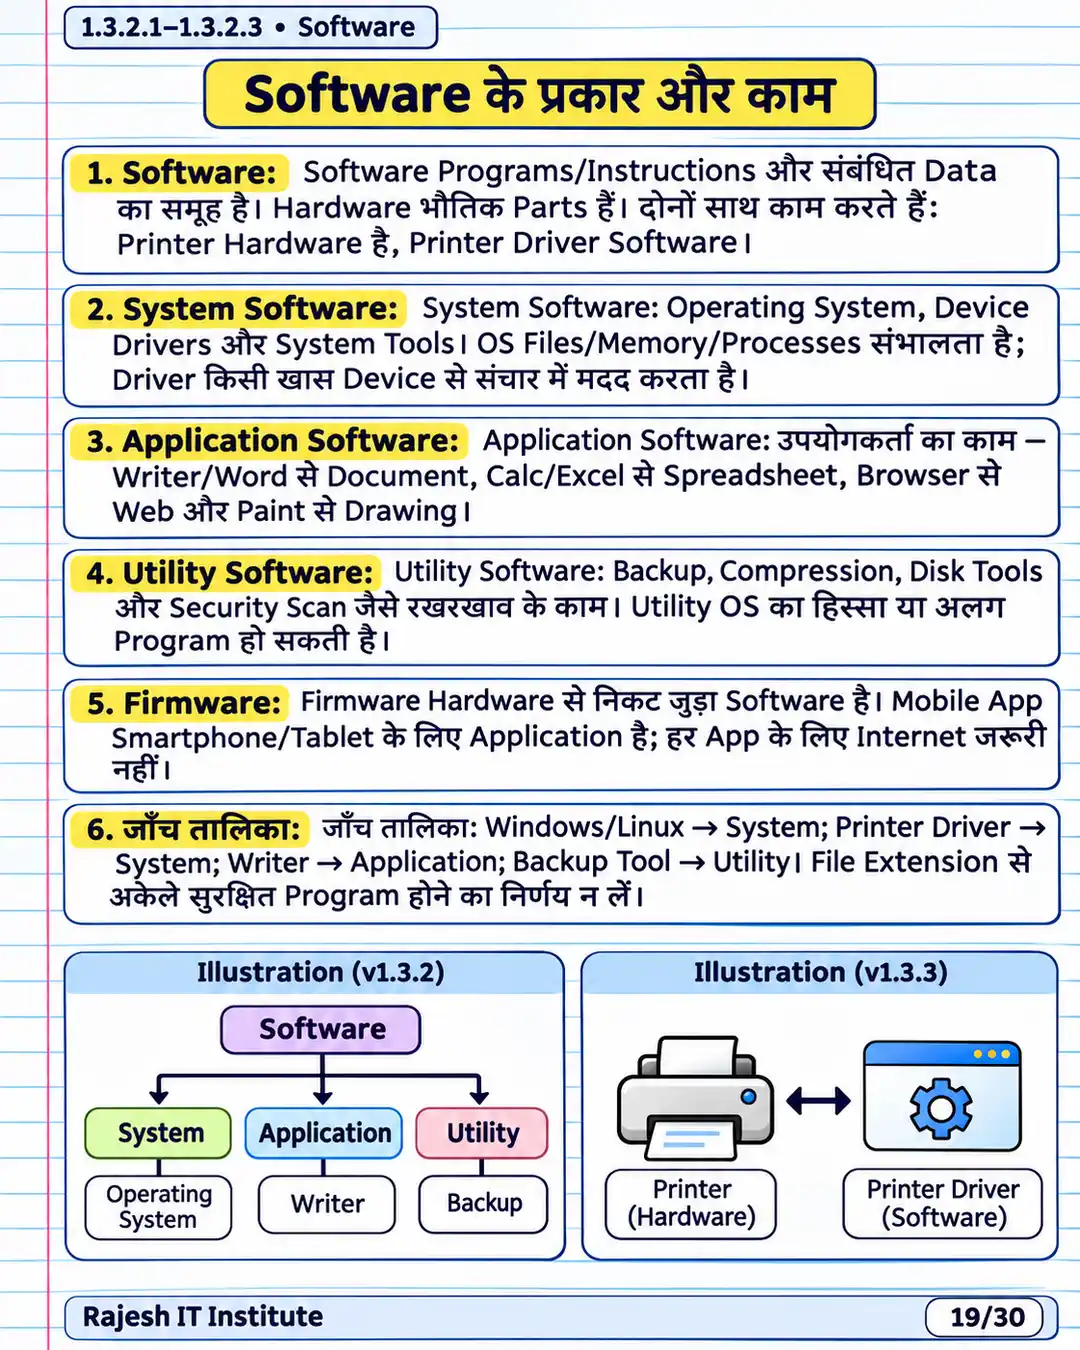 1.3.2.1–1.3.2.3 • Software
Software के प्रकार और काम
1. Software: Software Programs/Instructions और संबंधित Data
का समूह है। Hardware भौतिक Parts हैं। दोनों साथ काम करते हैं:
Printer Hardware है, Printer Driver Software।
2. System Software: System Software: Operating System, Device
Drivers और System Tools। OS Files/Memory/Processes संभालता है;
Driver किसी खास Device से संचार में मदद करता है।
3. Application Software: Application Software: उपयोगकर्ता का काम —
Writer/Word से Document, Calc/Excel से Spreadsheet, Browser से
Web और Paint से Drawing।
4. Utility Software: Utility Software: Backup, Compression, Disk Tools
और Security Scan जैसे रखरखाव के काम। Utility OS का हिस्सा या अलग
Program हो सकती है।
5. Firmware: Firmware Hardware से निकट जुड़ा Software है। Mobile App
Smartphone/Tablet के लिए Application है; हर App के लिए Internet जरूरी
नहीं।
6. जाँच तालिका: जाँच तालिका: Windows/Linux → System; Printer Driver →
System; Writer → Application; Backup Tool → Utility। File Extension से
अकेले सुरक्षित Program होने का निर्णय न लें।
Illustration (v1.3.2)
Software
System
Application
Utility
Operating
System
Writer
Backup
Illustration (v1.3.3)
Printer
(Hardware)
Printer Driver
(Software)
Rajesh IT Institute
19/30